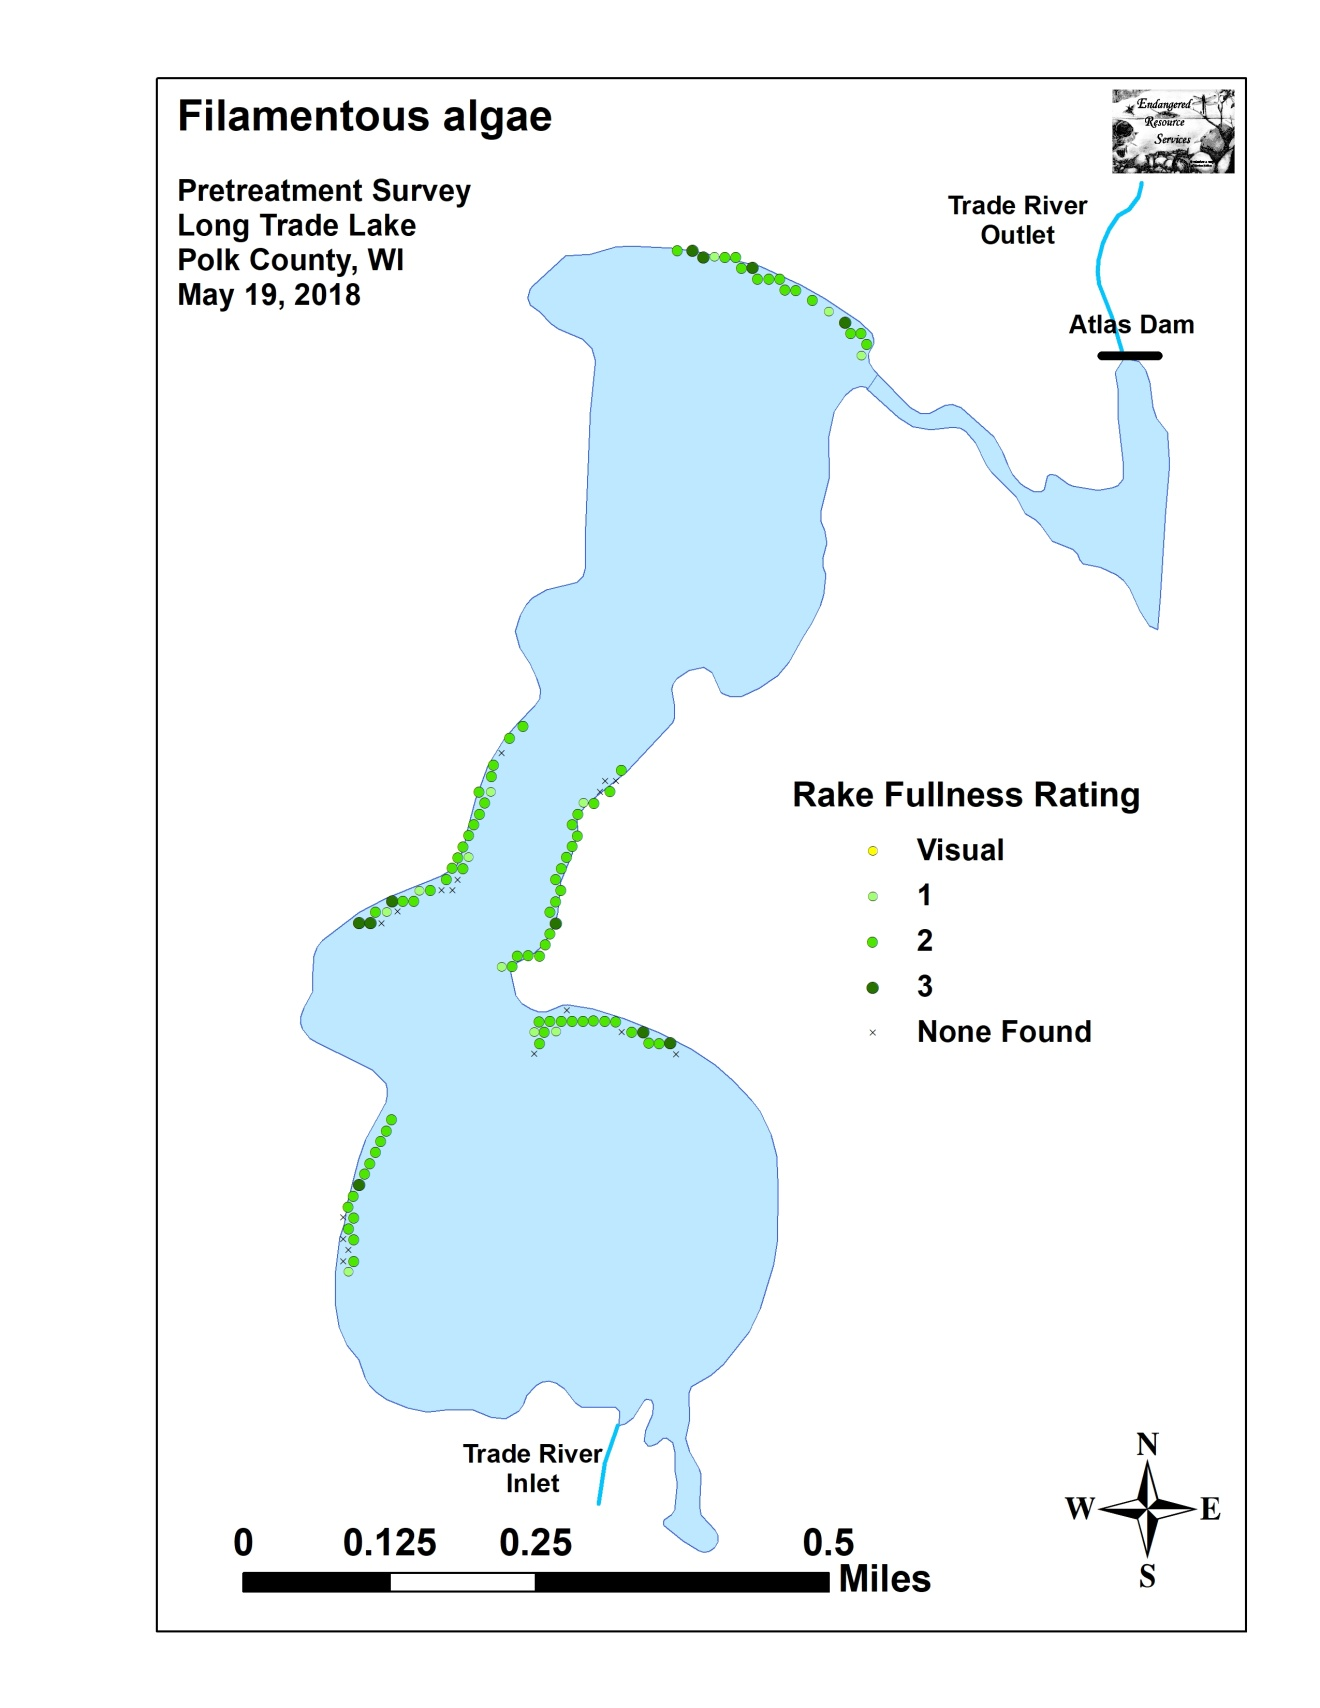 Filamentous algae
Pretreatment Survey
Long Trade Lake
Polk County, WI
May 19, 2018
Endangered
Resource
Services
Trade River
Outlet
Atlas Dam
Rake Fullness Rating
Visual
1
2
3
None Found
Trade River
Inlet
N
W E
S
0 0.125 0.25 0.5
Miles